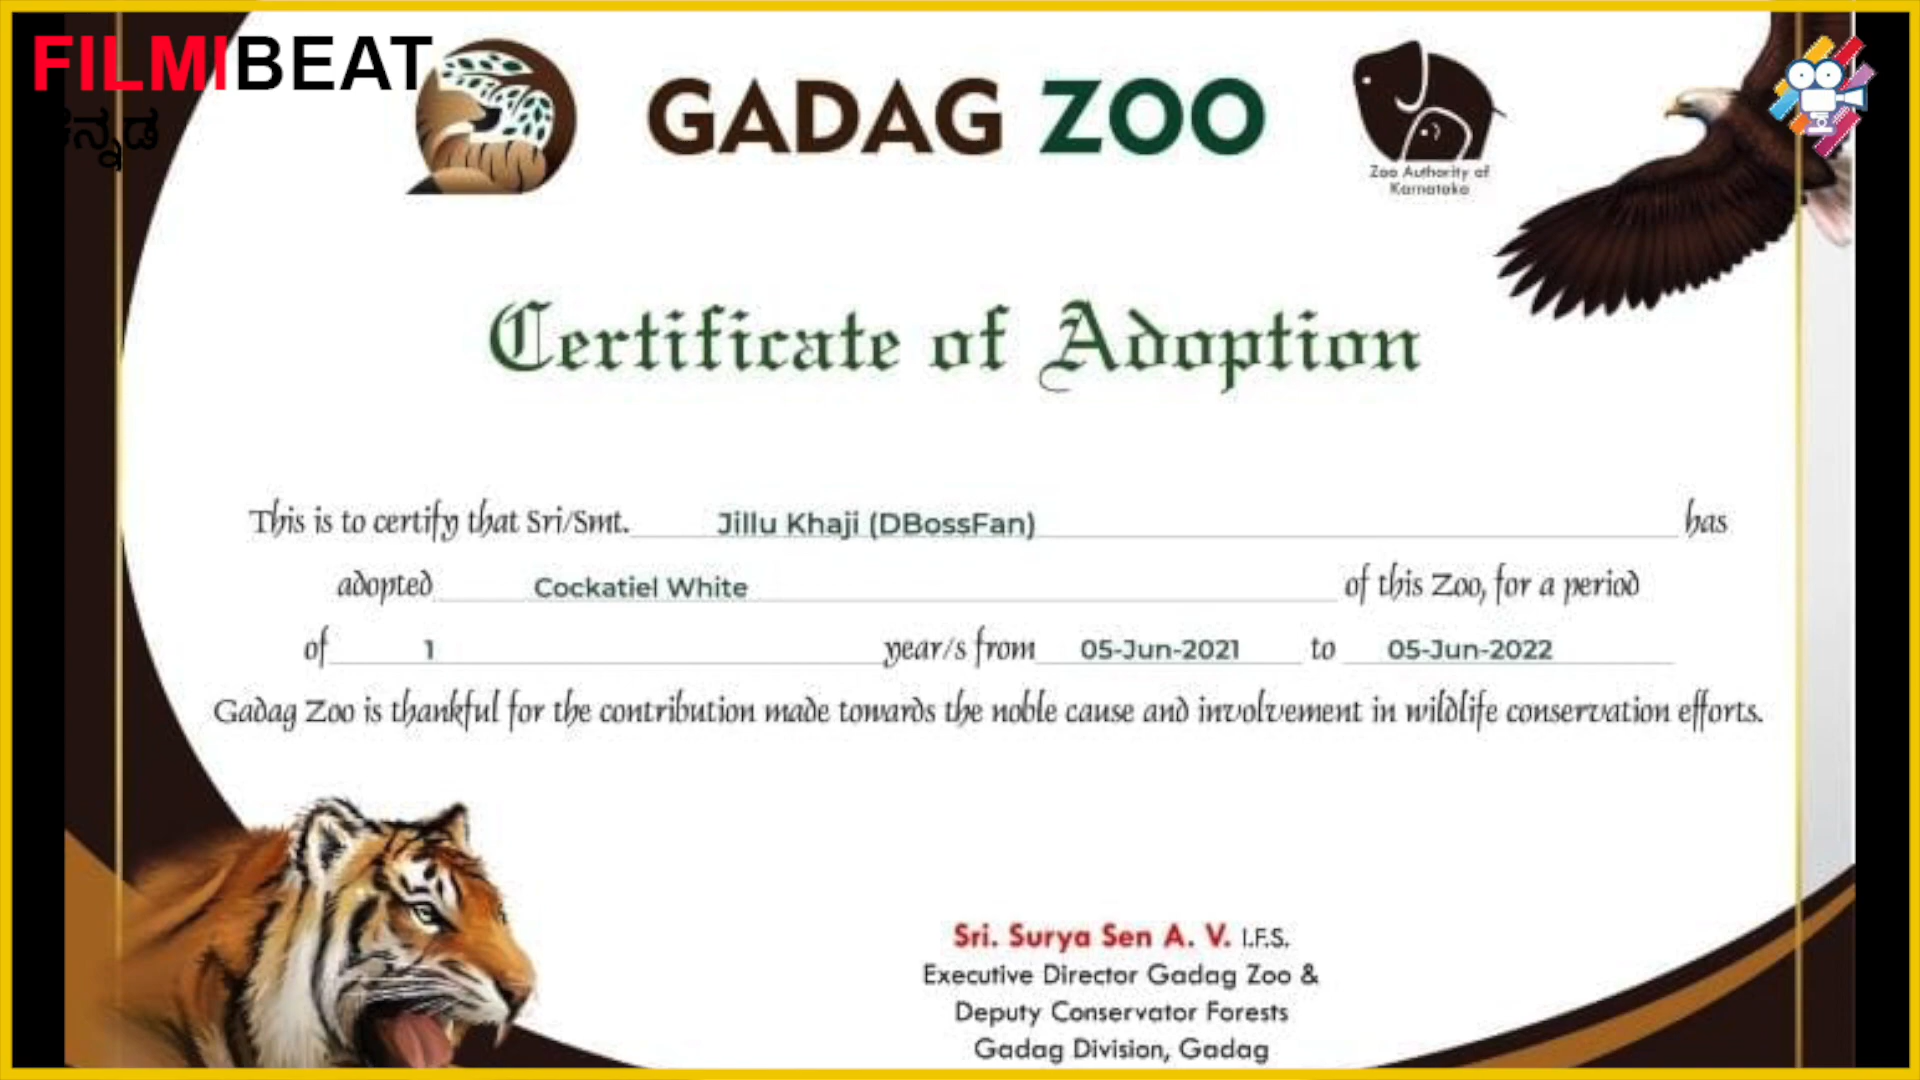 FILMIBEAT
ಕನ್ನಡ
GADAG ZOO
Zoo Authority of
Karnataka
Certificate of Adoption
This is to certify that Sri/Smt. Jillu Khaji (DBossFan) has
adopted Cockatiel White of this Zoo, for a period
of 1 year/s from 05-Jun-2021 to 05-Jun-2022
Gadag Zoo is thankful for the contribution made towards the noble cause and involvement in wildlife conservation efforts.
Sri. Surya Sen A. V. I.F.S.
Executive Director Gadag Zoo &
Deputy Conservator Forests
Gadag Division, Gadag